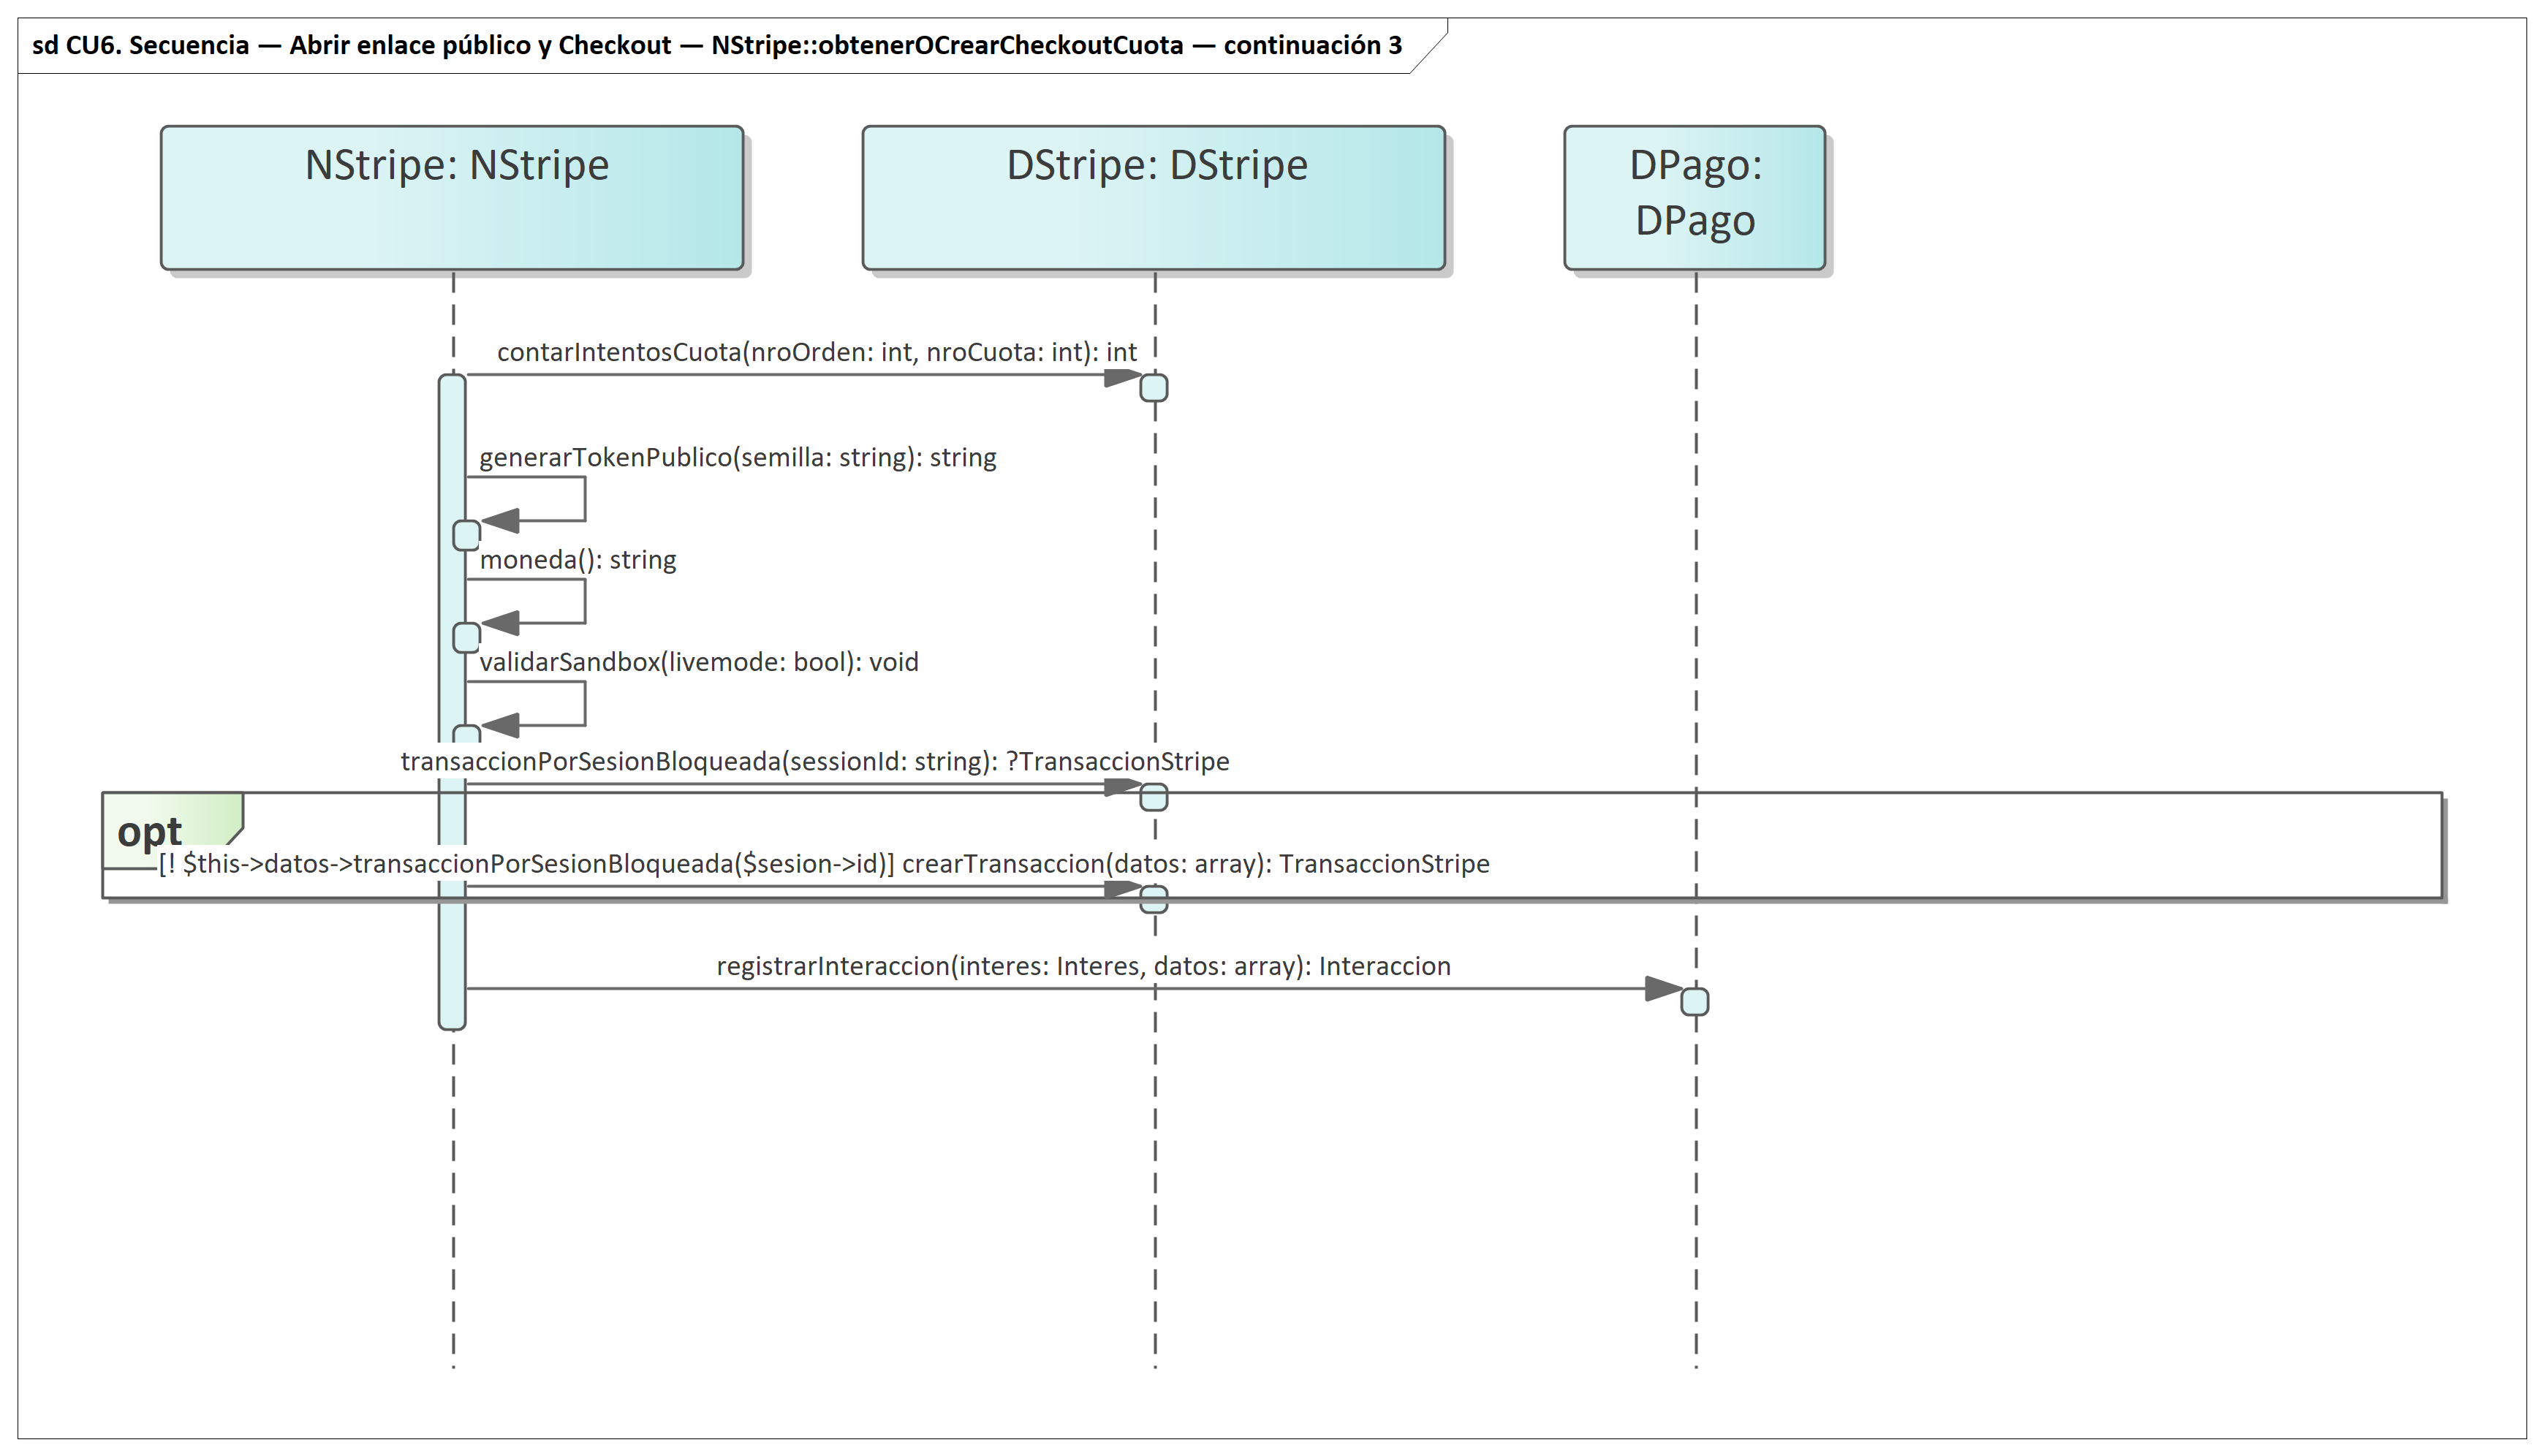 sd CU6. Secuencia — Abrir enlace público y Checkout — NStripe::obtenerOCrearCheckoutCuota — continuación 3
NStripe: NStripe
DStripe: DStripe
DPago:
DPago
contarIntentosCuota(nroOrden: int, nroCuota: int): int
generarTokenPublico(semilla: string): string
moneda(): string
validarSandbox(livemode: bool): void
transaccionPorSesionBloqueada(sessionId: string): ?TransaccionStripe
opt
[! $this->datos->transaccionPorSesionBloqueada($sesion->id)] crearTransaccion(datos: array): TransaccionStripe
registrarInteraccion(interes: Interes, datos: array): Interaccion